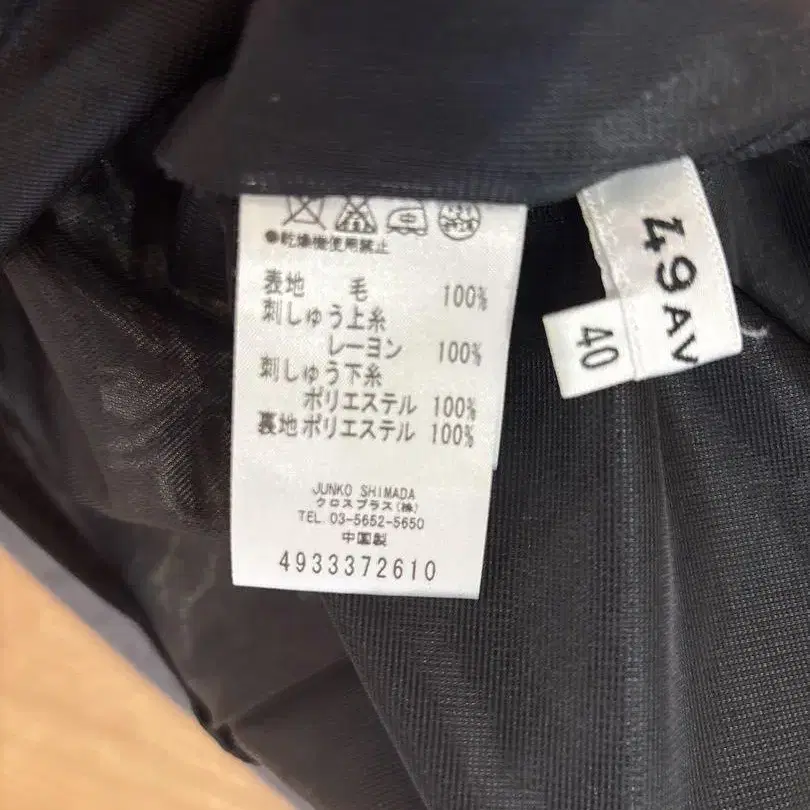 ●乾燥機使用禁止
表地 毛 100%
刺しゅう上糸
レーヨン 100%
刺しゅう下糸
ポリエステル 100%
裏地 ポリエステル 100%
JUNKO SHIMADA
クロスプラス(株)
TEL.03-5652-5650
中国製
4933372610
49AV
40